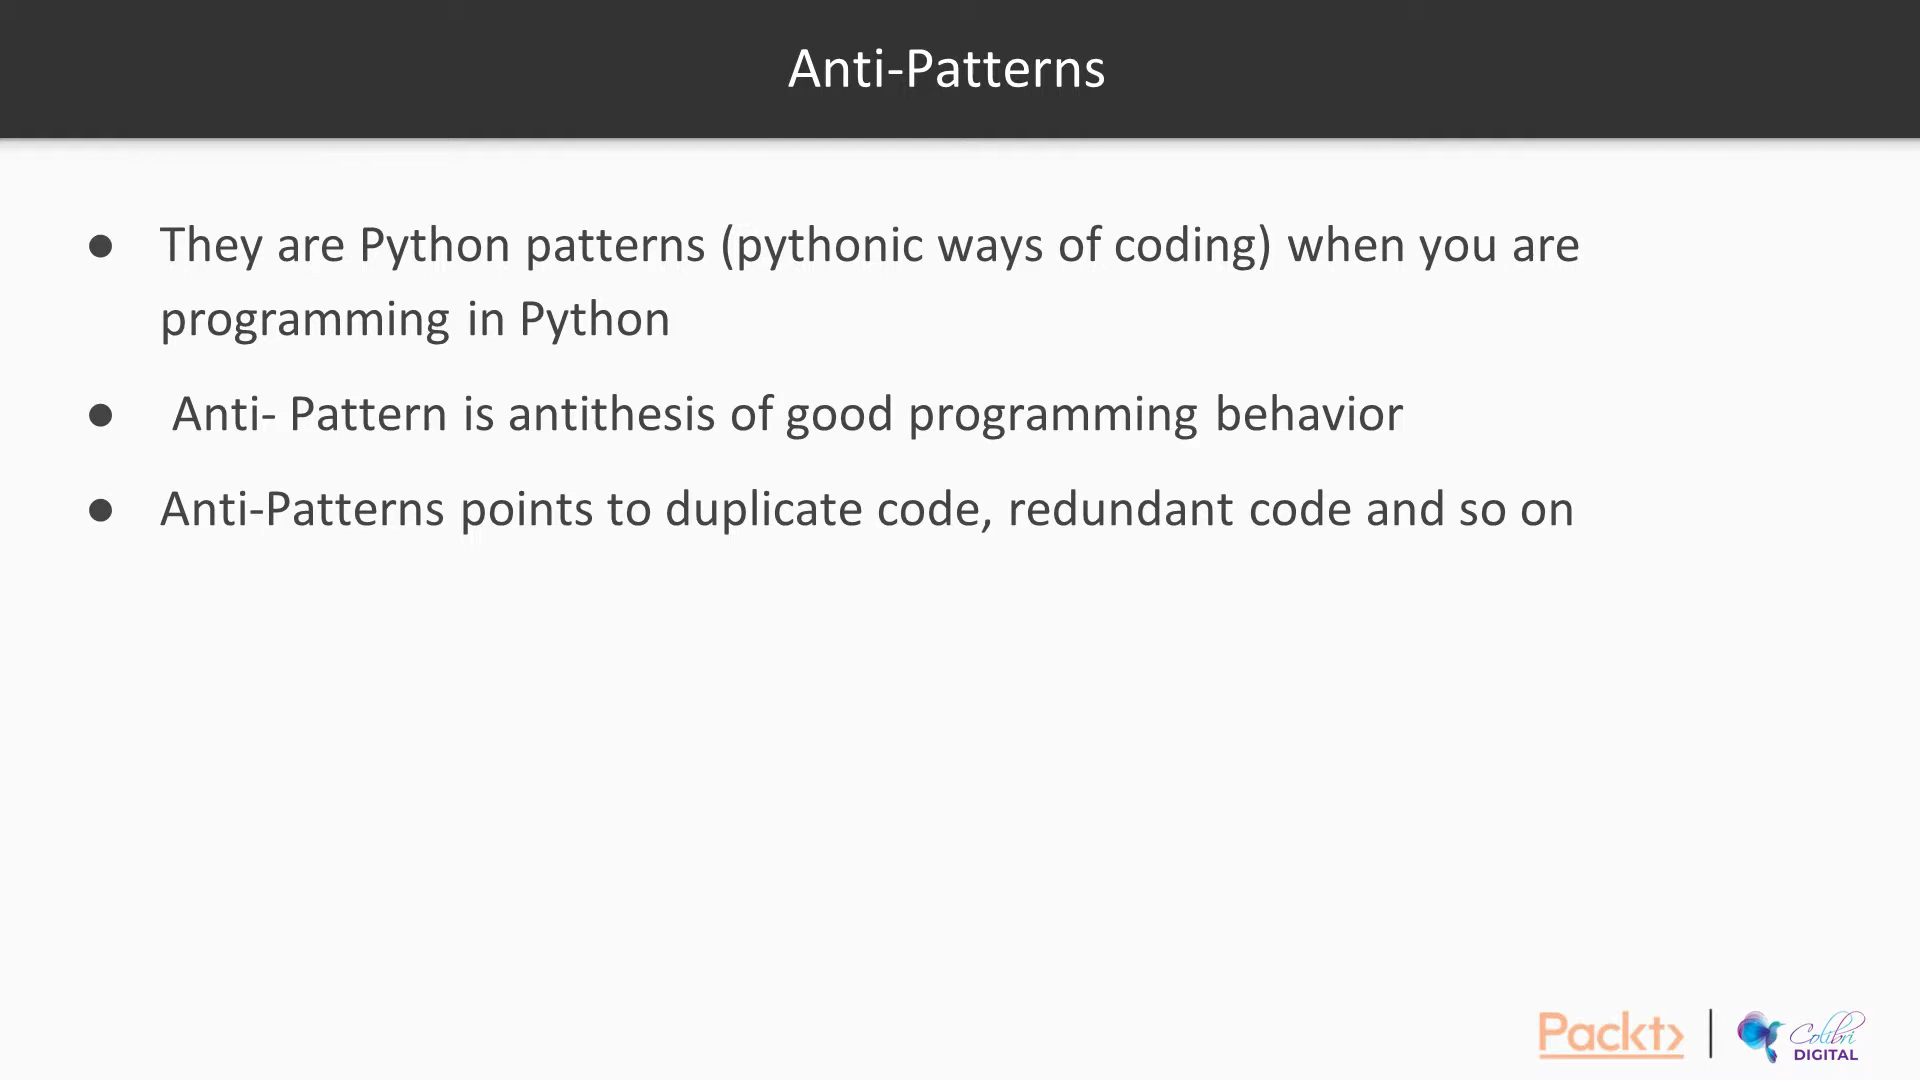 Anti-Patterns
● They are Python patterns (pythonic ways of coding) when you are
programming in Python
● Anti- Pattern is antithesis of good programming behavior
● Anti-Patterns points to duplicate code, redundant code and so on
Packt> | Colibri
DIGITAL